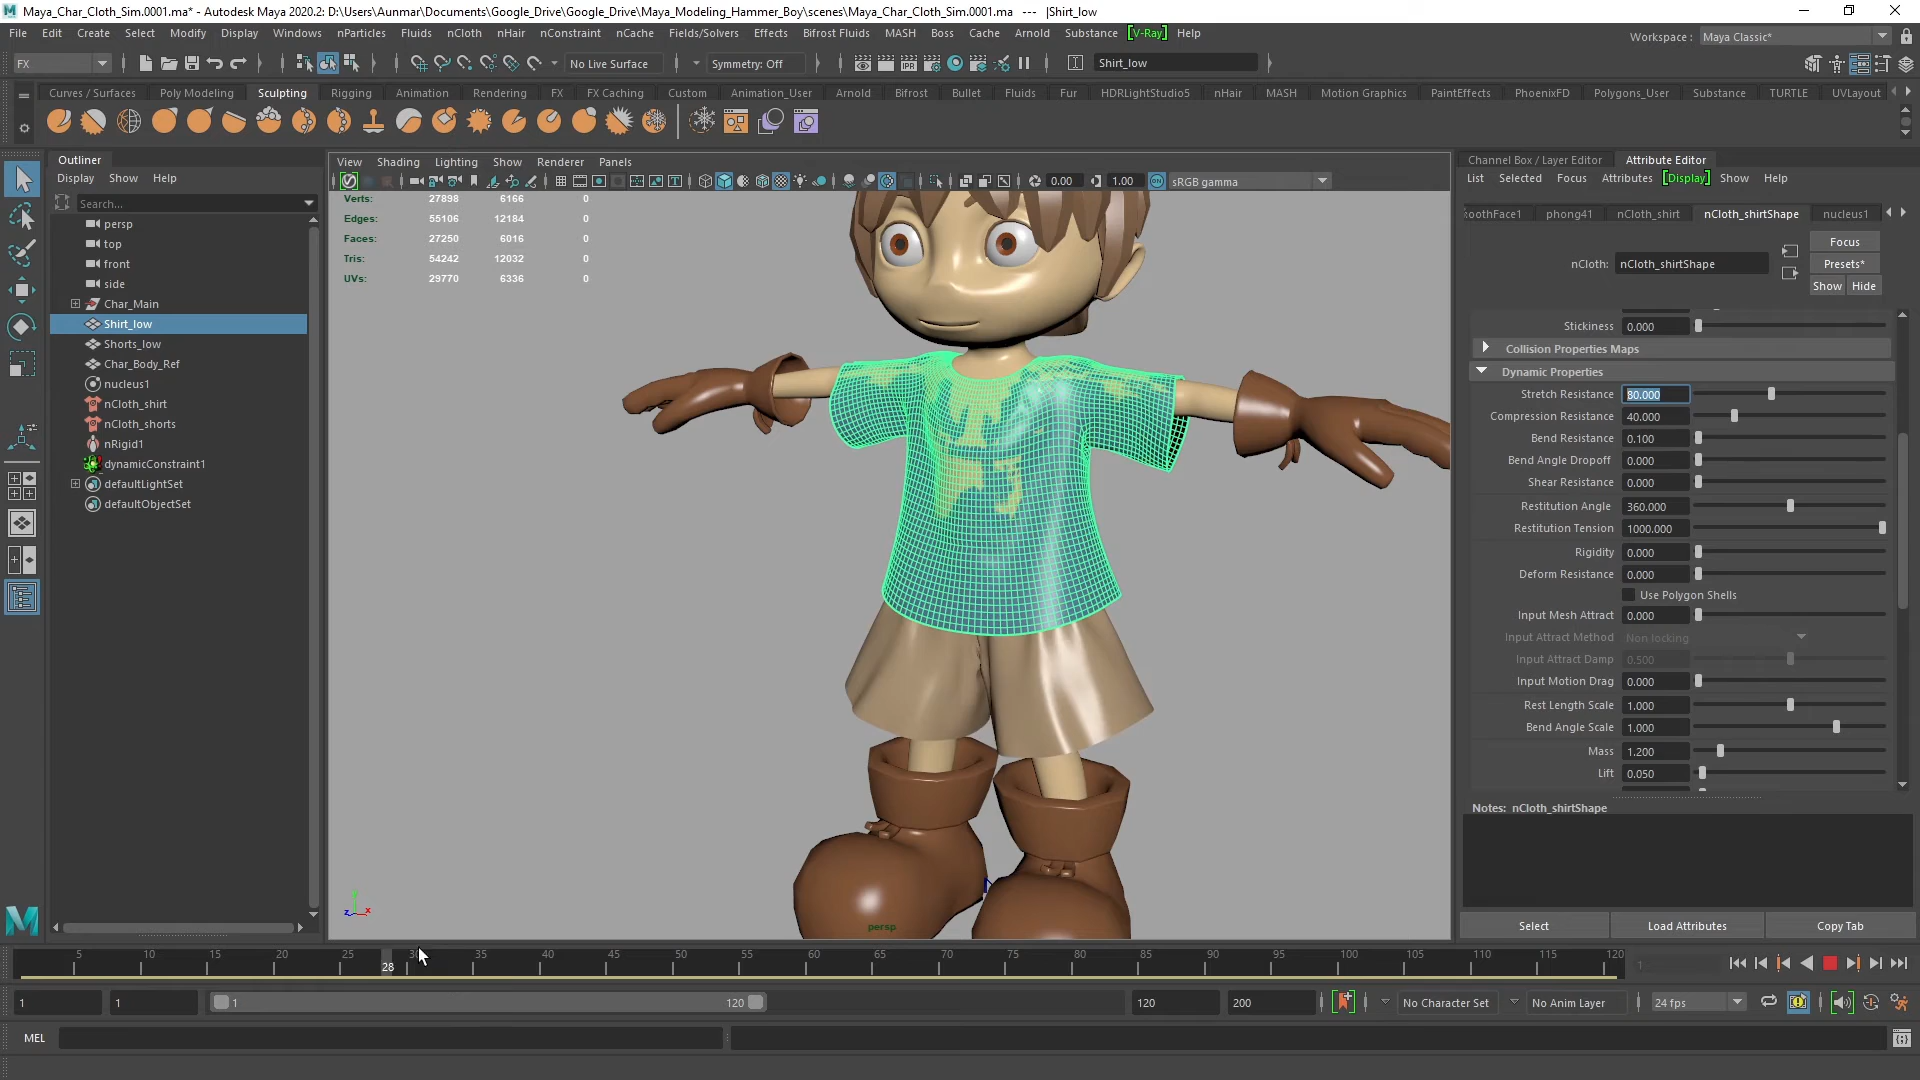 Maya_Char_Cloth_Sim.0001.ma* - Autodesk Maya 2020.2: D:\Users\Aunmar\Documents\Google_Drive\Google_Drive\Maya_Modeling_Hammer_Boy\scenes\Maya_Char_Cloth_Sim.0001.ma --- |Shirt_low
File Edit Create Select Modify Display Windows nParticles Fluids nCloth nHair nConstraint nCache Fields/Solvers Effects Bifrost Fluids MASH Boss Cache Arnold Substance [V-Ray] Help
Workspace : Maya Classic*
FX No Live Surface Symmetry: Off IPR Shirt_low
Curves / Surfaces Poly Modeling Sculpting Rigging Animation Rendering FX FX Caching Custom Animation_User Arnold Bifrost Bullet Fluids Fur HDRLightStudio5 nHair MASH Motion Graphics PaintEffects PhoenixFD Polygons_User Substance TURTLE UVLayout
Outliner
Display Show Help
Search...
persp
top
front
side
Char_Main
Shirt_low
Shorts_low
Char_Body_Ref
nucleus1
nCloth_shirt
nCloth_shorts
nRigid1
dynamicConstraint1
defaultLightSet
defaultObjectSet
View Shading Lighting Show Renderer Panels
0.00 1.00 ON sRGB gamma
Verts: 27898 6166 0
Edges: 55106 12184 0
Faces: 27250 6016 0
Tris: 54242 12032 0
UVs: 29770 6336 0
y
z x
persp
Channel Box / Layer Editor Attribute Editor
List Selected Focus Attributes [Display] Show Help
oothFace1 phong41 nCloth_shirt nCloth_shirtShape nucleus1
nCloth: nCloth_shirtShape
Focus
Presets*
Show Hide
Stickiness 0.000
Collision Properties Maps
Dynamic Properties
Stretch Resistance 80.000
Compression Resistance 40.000
Bend Resistance 0.100
Bend Angle Dropoff 0.000
Shear Resistance 0.000
Restitution Angle 360.000
Restitution Tension 1000.000
Rigidity 0.000
Deform Resistance 0.000
Use Polygon Shells
Input Mesh Attract 0.000
Input Attract Method Non locking
Input Attract Damp 0.500
Input Motion Drag 0.000
Rest Length Scale 1.000
Bend Angle Scale 1.000
Mass 1.200
Lift 0.050
Notes: nCloth_shirtShape
Select Load Attributes Copy Tab
5 10 15 20 25 30 35 40 45 50 55 60 65 70 75 80 85 90 95 100 105 110 115 120
28
1
1 1 1 120 120 200 No Character Set No Anim Layer 24 fps
MEL